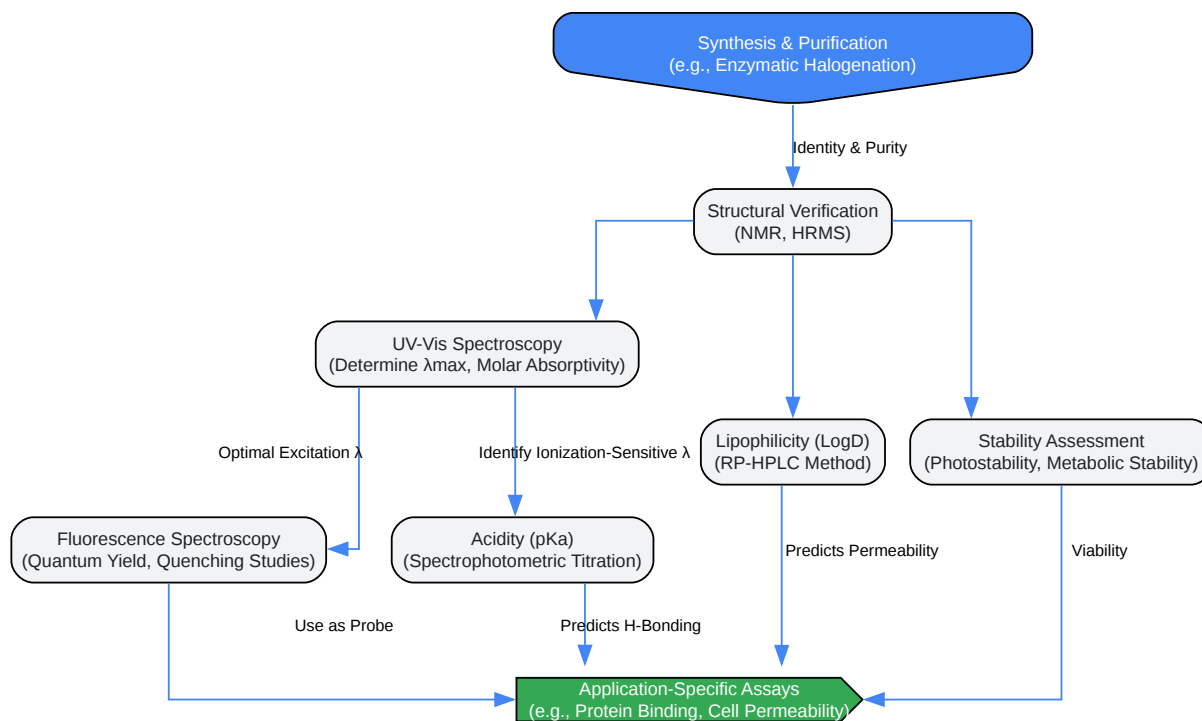 Synthesis & Purification
(e.g., Enzymatic Halogenation)
Identity & Purity
Structural Verification
(NMR, HRMS)
UV-Vis Spectroscopy
(Determine λmax, Molar Absorptivity)
Optimal Excitation λ
Identify Ionization-Sensitive λ
Lipophilicity (LogD)
(RP-HPLC Method)
Stability Assessment
(Photostability, Metabolic Stability)
Fluorescence Spectroscopy
(Quantum Yield, Quenching Studies)
Acidity (pKa)
(Spectrophotometric Titration)
Predicts Permeability
Viability
Use as Probe
Predicts H-Bonding
Application-Specific Assays
(e.g., Protein Binding, Cell Permeability)